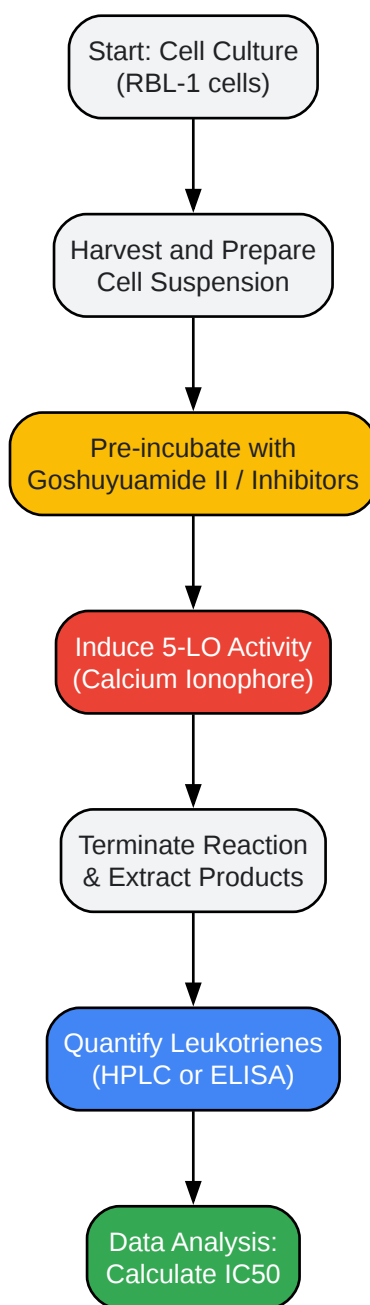 Start: Cell Culture
(RBL-1 cells)
Harvest and Prepare
Cell Suspension
Pre-incubate with
Goshuyuamide II / Inhibitors
Induce 5-LO Activity
(Calcium Ionophore)
Terminate Reaction
& Extract Products
Quantify Leukotrienes
(HPLC or ELISA)
Data Analysis:
Calculate IC50